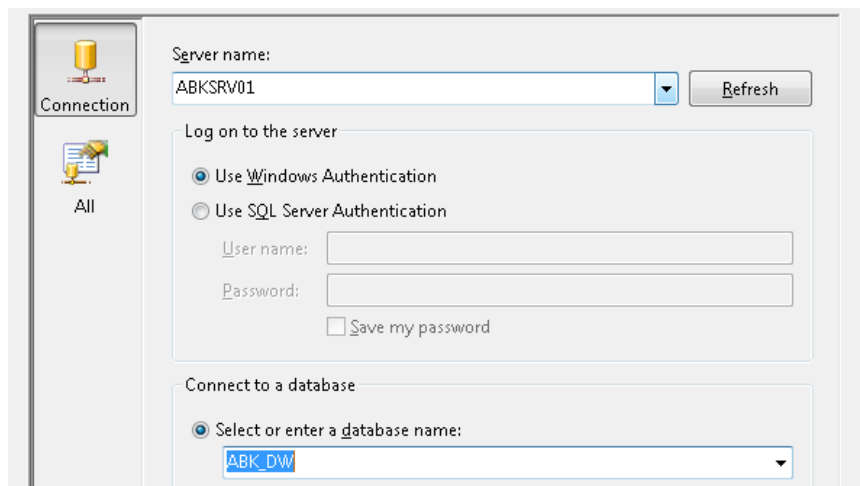 Server name:
ABKSRV01
Refresh
Connection
Log on to the server
Use Windows Authentication
All
Use SQL Server Authentication
User name:
Password:
Save my password
Connect to a database
Select or enter a database name:
ABK_DW